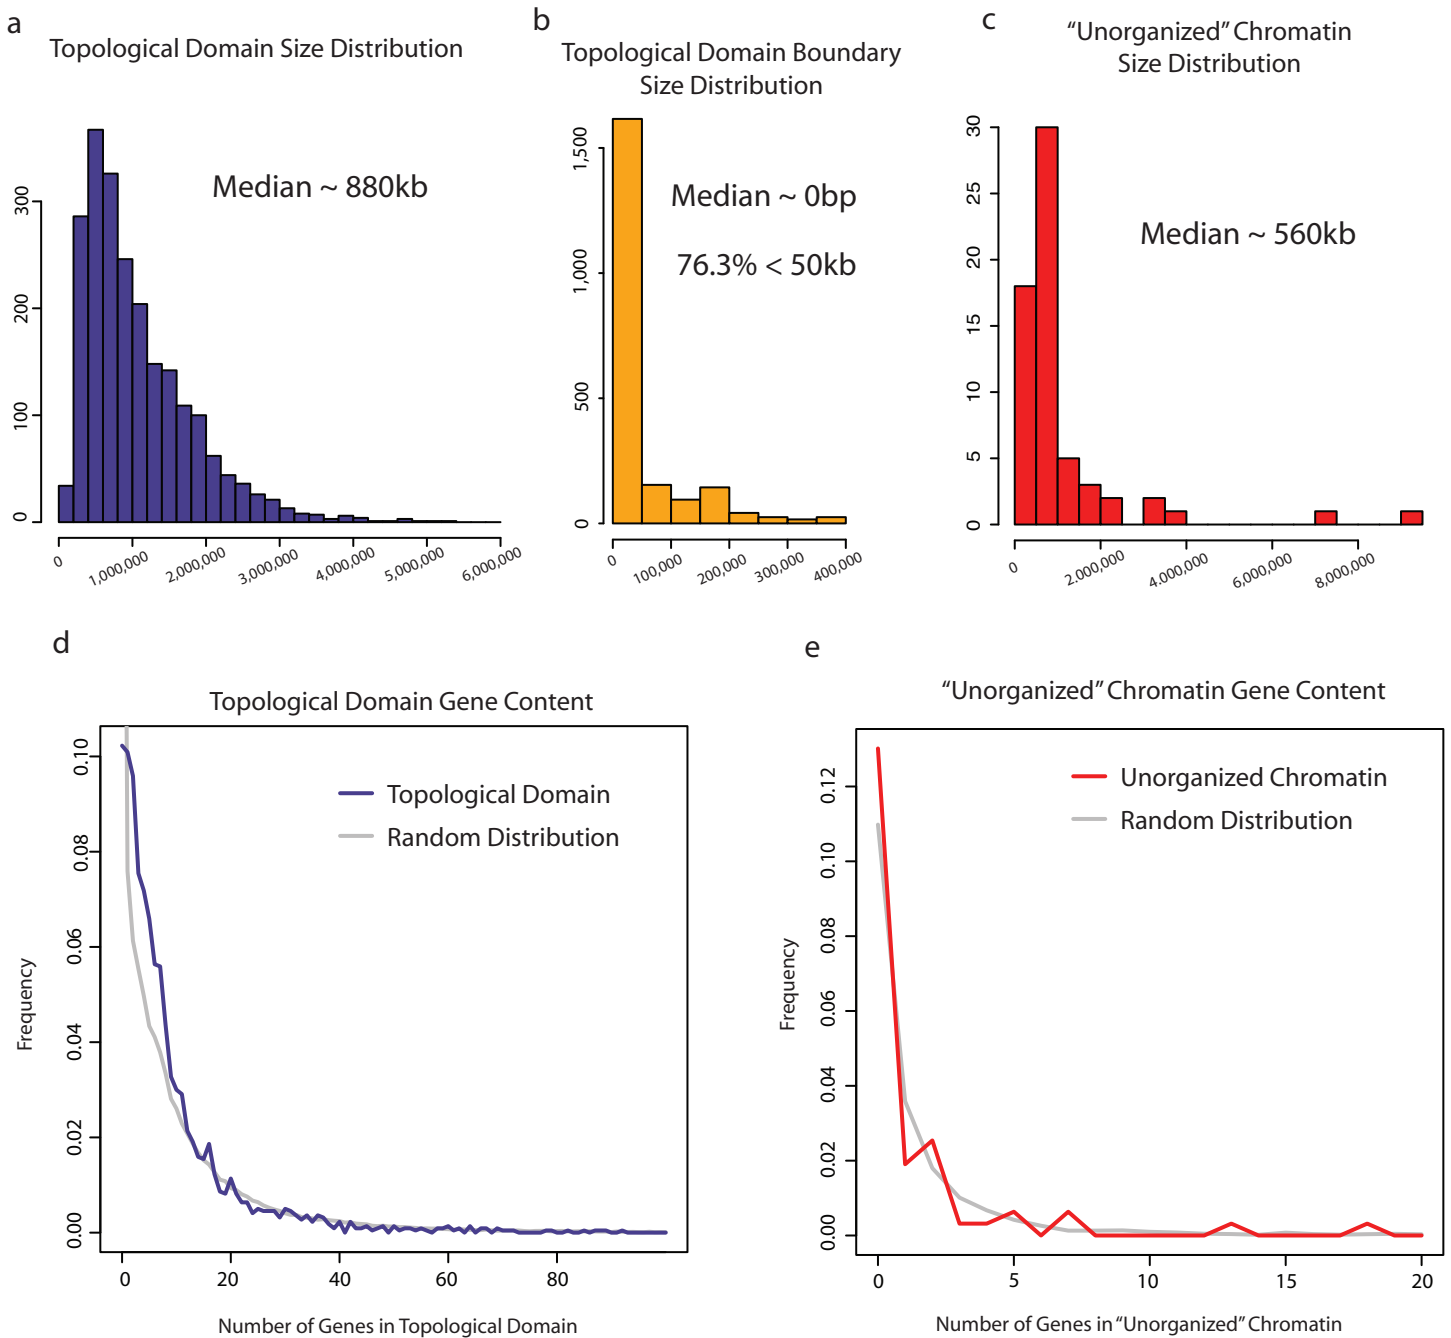 a
Topological Domain Size Distribution
Median ~ 880kb
0
100
200
300
0
1,000,000
2,000,000
3,000,000
4,000,000
5,000,000
6,000,000
b
Topological Domain Boundary
Size Distribution
Median ~ 0bp
76.3% < 50kb
0
500
1,000
1,500
0
100,000
200,000
300,000
400,000
c
“Unorganized” Chromatin
Size Distribution
Median ~ 560kb
0
5
10
15
20
25
30
0
2,000,000
4,000,000
6,000,000
8,000,000
d
Topological Domain Gene Content
Topological Domain
Random Distribution
Frequency
0.00
0.02
0.04
0.06
0.08
0.10
0
20
40
60
80
Number of Genes in Topological Domain
e
“Unorganized” Chromatin Gene Content
Unorganized Chromatin
Random Distribution
Frequency
0.00
0.02
0.04
0.06
0.08
0.10
0.12
0
5
10
15
20
Number of Genes in “Unorganized” Chromatin